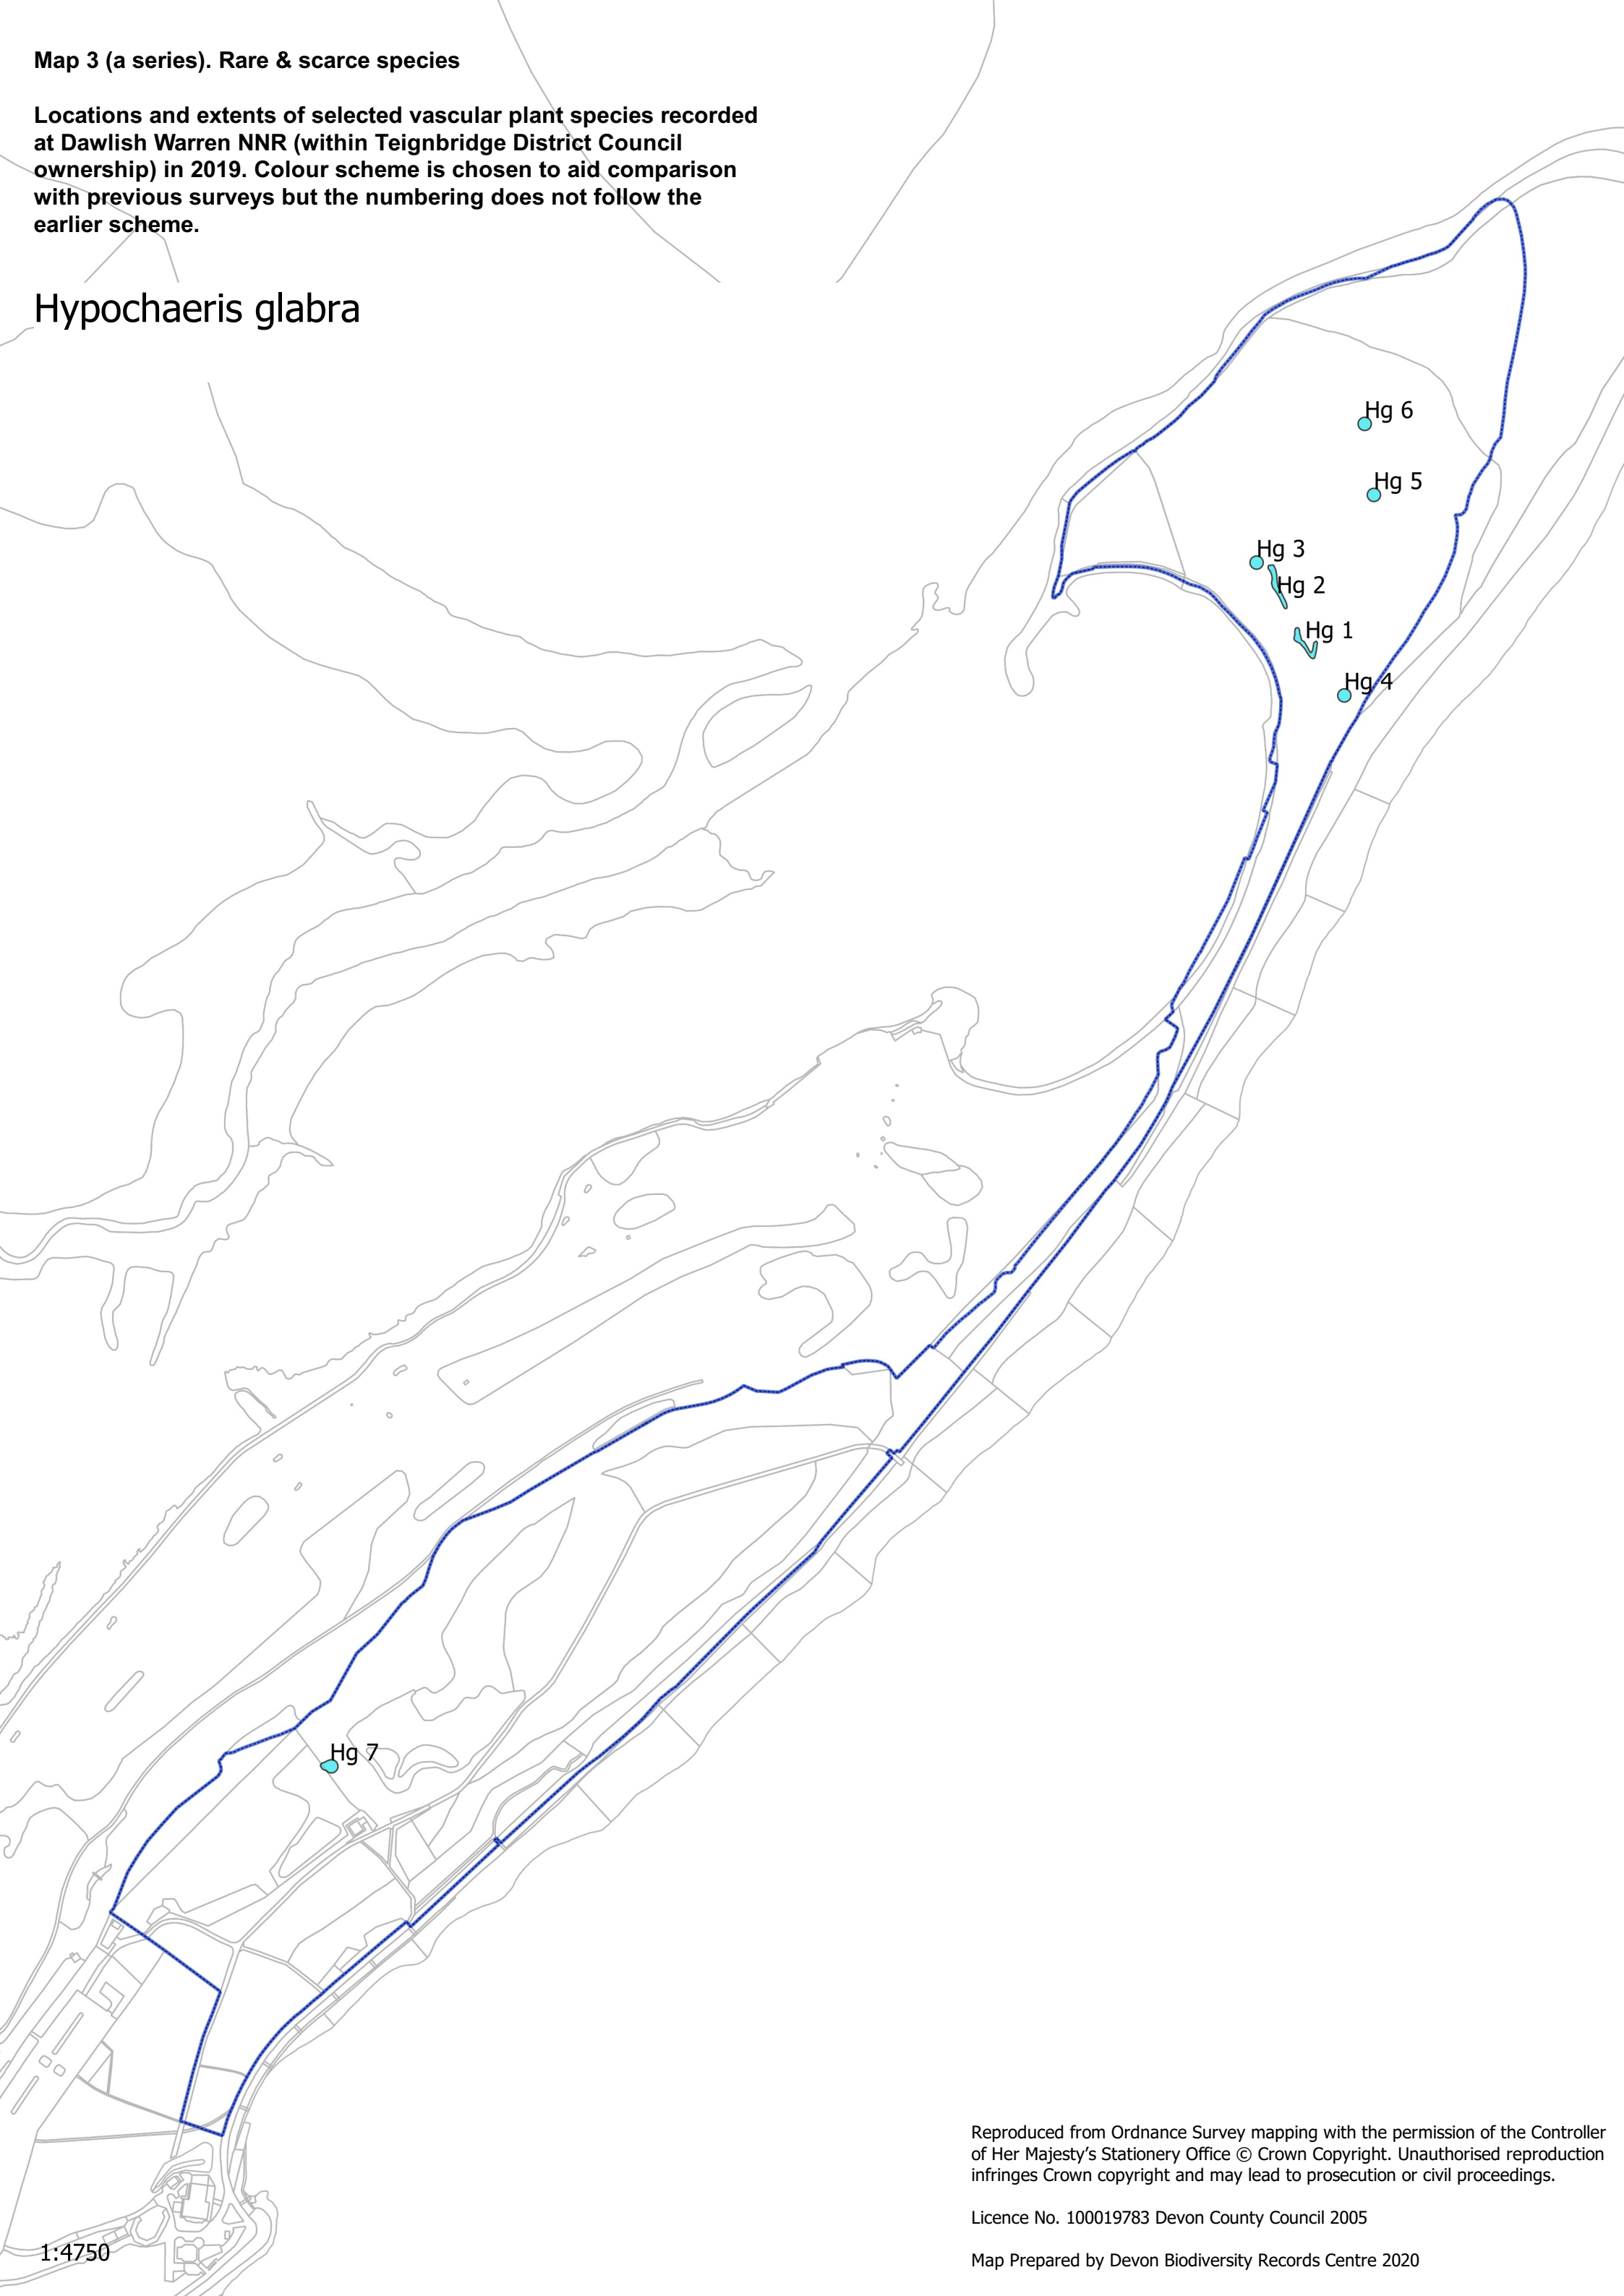 Map 3 (a series). Rare & scarce species
Locations and extents of selected vascular plant species recorded
at Dawlish Warren NNR (within Teignbridge District Council
ownership) in 2019. Colour scheme is chosen to aid comparison
with previous surveys but the numbering does not follow the
earlier scheme.
Hypochaeris glabra
Hg 6
Hg 5
Hg 3
Hg 2
Hg 1
Hg 4
Hg 7
Reproduced from Ordnance Survey mapping with the permission of the Controller
of Her Majesty's Stationery Office © Crown Copyright. Unauthorised reproduction
infringes Crown copyright and may lead to prosecution or civil proceedings.
Licence No. 100019783 Devon County Council 2005
1:4750
Map Prepared by Devon Biodiversity Records Centre 2020